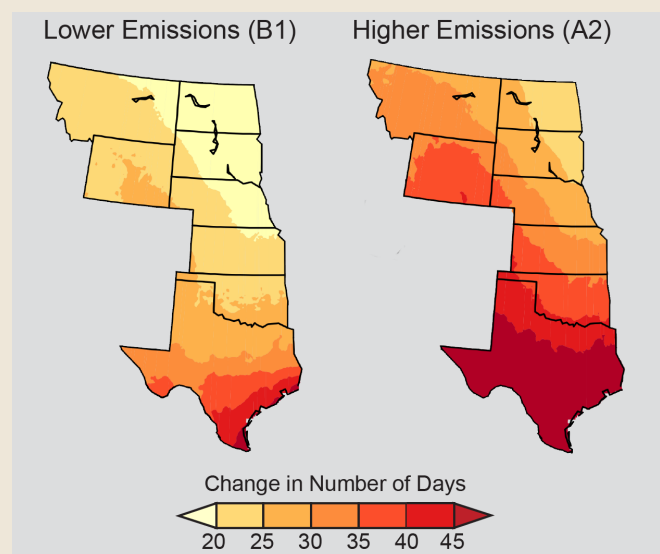 Lower Emissions (B1) Higher Emissions (A2)
Change in Number of Days
20 25 30 35 40 45